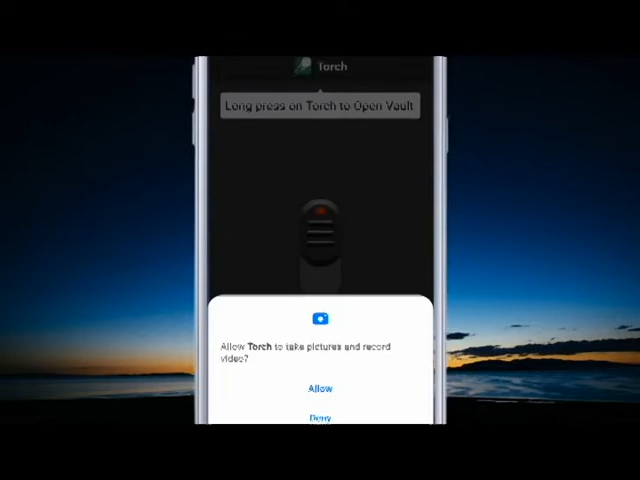 Torch
Long press on Torch to Open Vault
Allow Torch to take pictures and record
video?
Allow
Deny